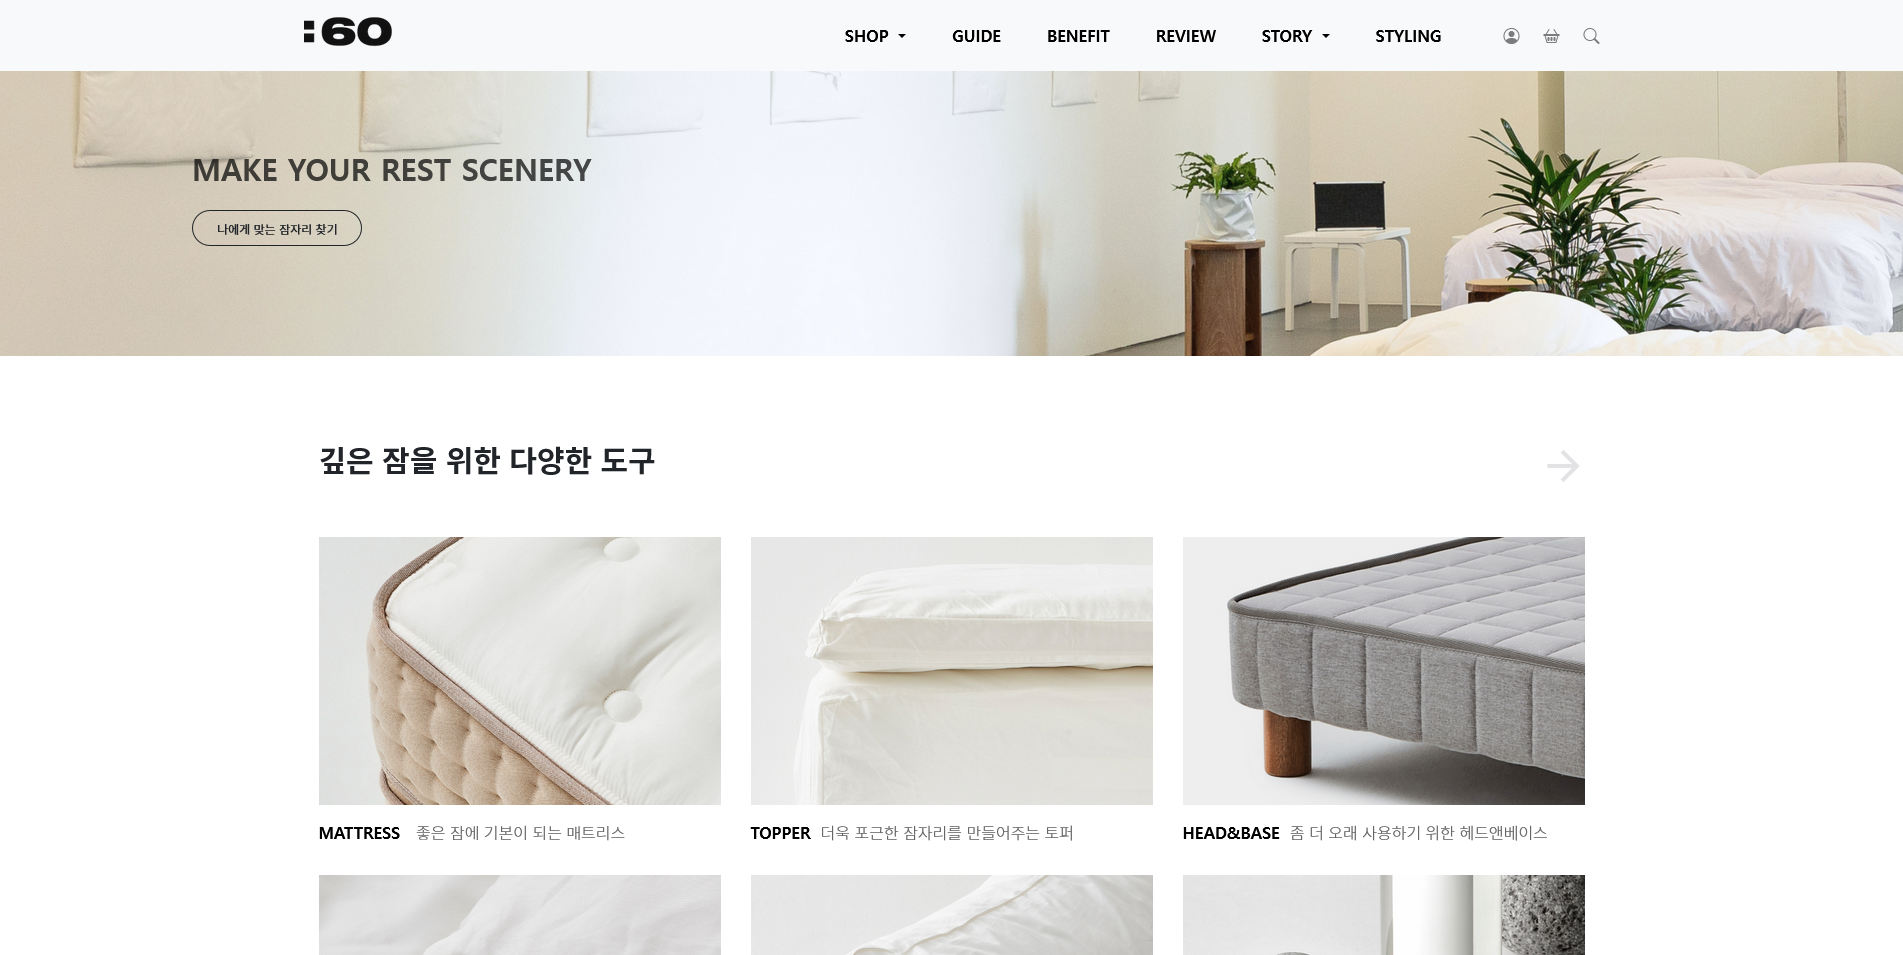 :60
SHOP GUIDE BENEFIT REVIEW STORY STYLING
MAKE YOUR REST SCENERY
나에게 맞는 잠자리 찾기
깊은 잠을 위한 다양한 도구
MATTRESS 좋은 잠에 기본이 되는 매트리스
TOPPER 더욱 포근한 잠자리를 만들어주는 토퍼
HEAD&BASE 좀 더 오래 사용하기 위한 헤드앤베이스